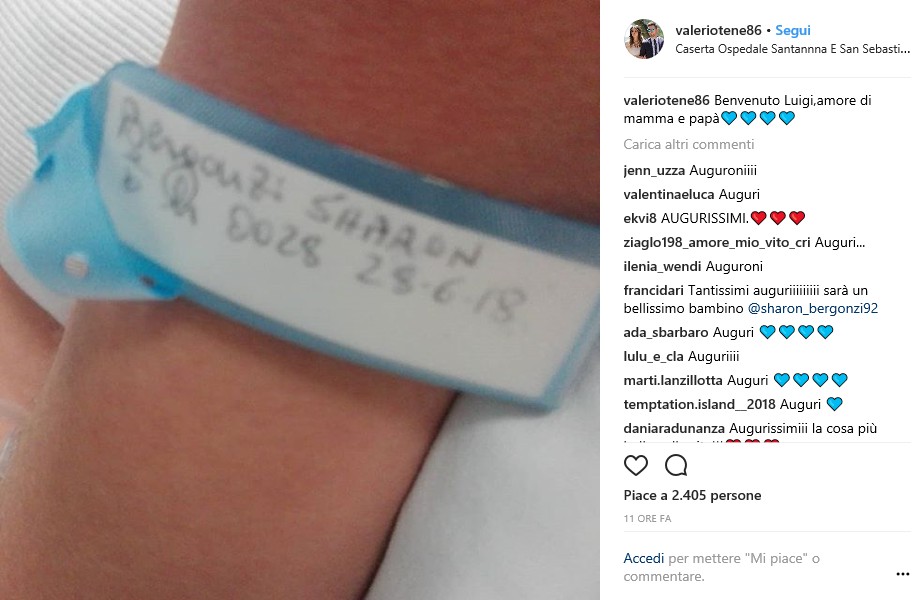 Bergonzi SHARON
h 0028 28-6-18
valeriotene86 • Segui
Caserta Ospedale Santannna E San Sebasti...
valeriotene86 Benvenuto Luigi,amore di
mamma e papà💙💙💙💙
Carica altri commenti
jenn_uzza Auguroniiii
valentinaeluca Auguri
ekvi8 AUGURISSIMI.❤❤❤
ziaglo198_amore_mio_vito_cri Auguri...
ilenia_wendi Auguroni
francidari Tantissimi auguriiiiiiiiii sarà un
bellissimo bambino @sharon_bergonzi92
ada_sbarbaro Auguri 💙💙💙💙
lulu_e_cla Auguriiii
marti.lanzillotta Auguri 💙💙💙💙
temptation.island__2018 Auguri 💙
daniaradunanza Augurissimiii la cosa più
Piace a 2.405 persone
11 ORE FA
Accedi per mettere "Mi piace" o
commentare.